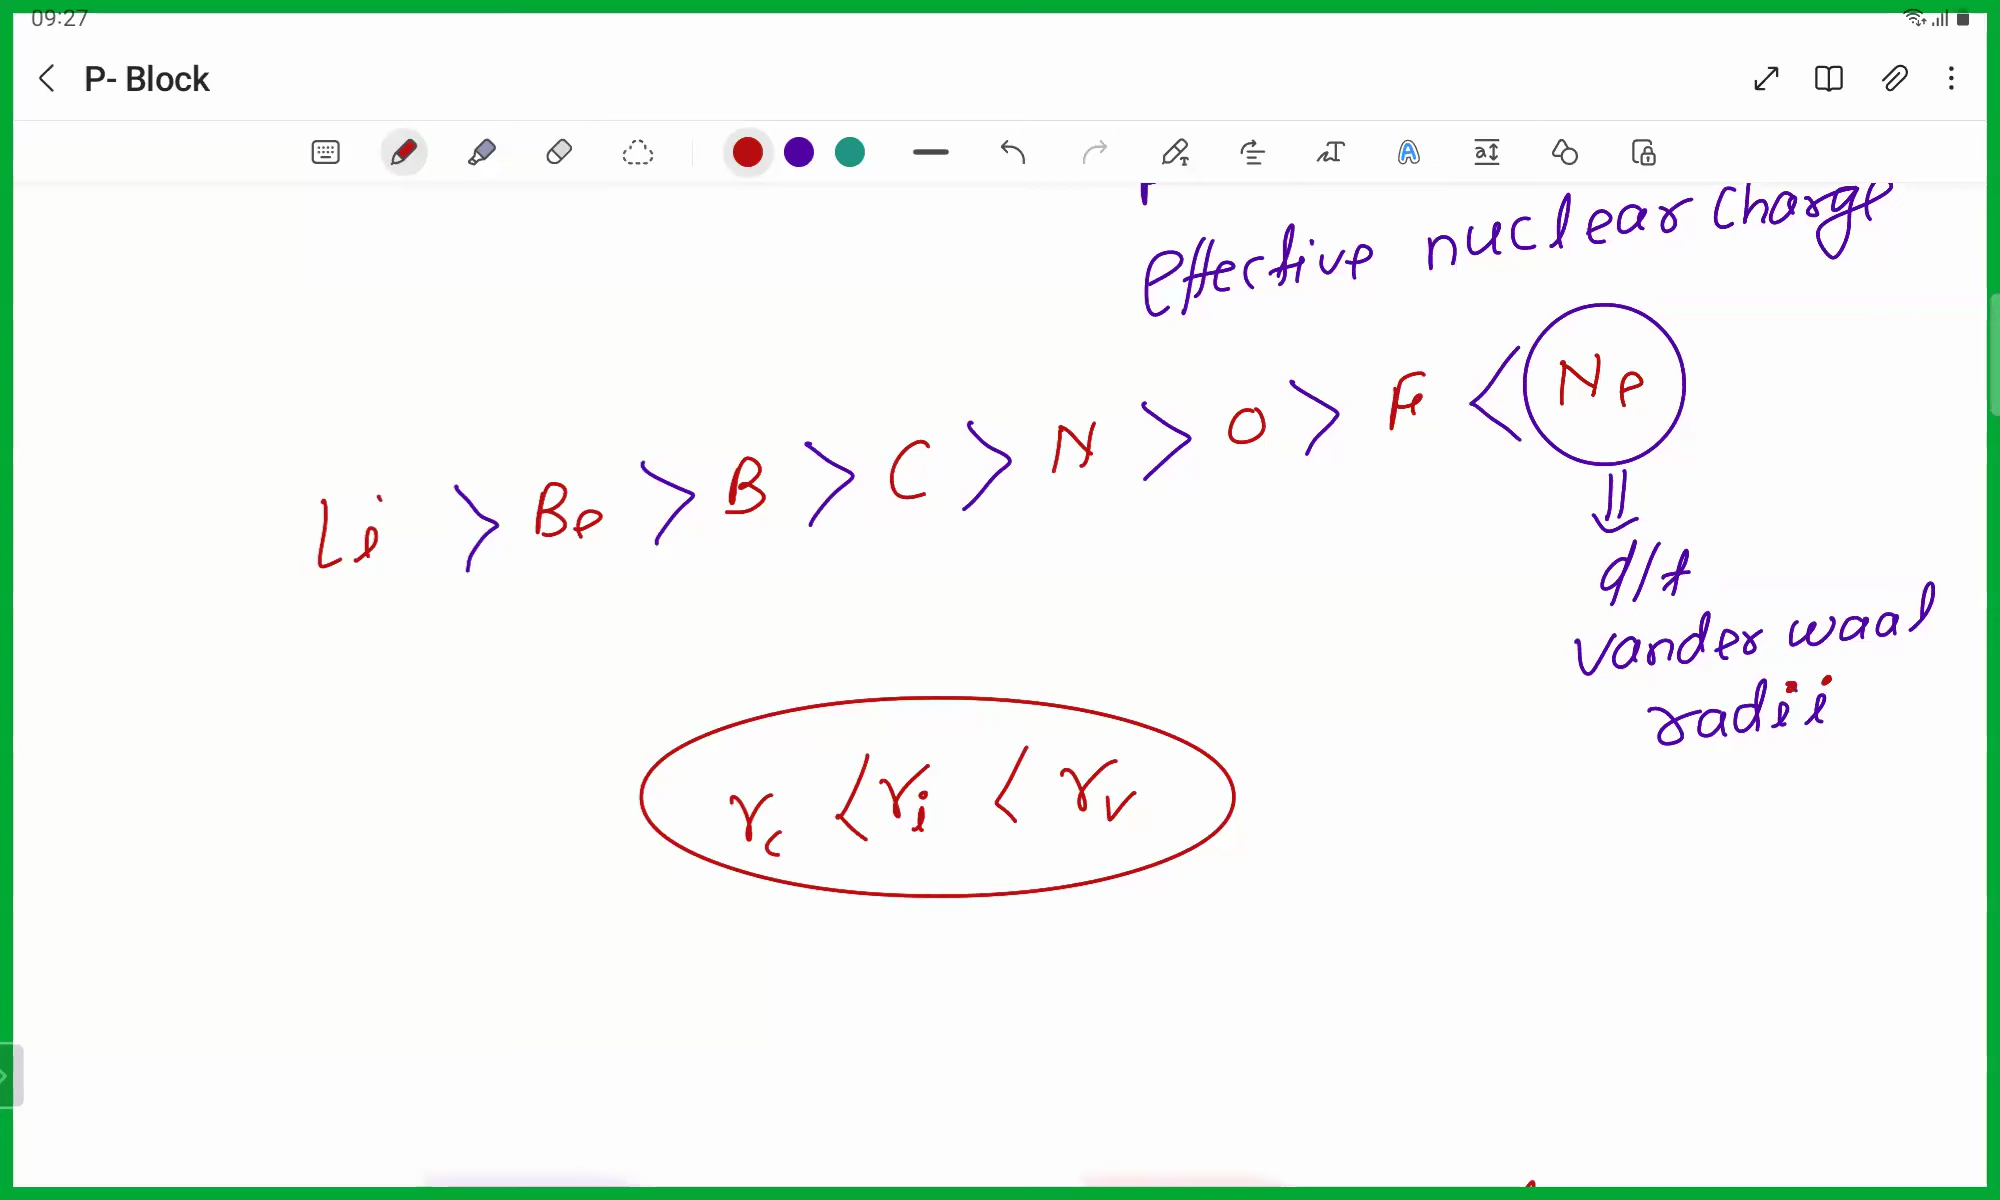 09:27
P- Block
Effective nuclear charge
Li > Be > B > C > N > O > F < Ne
d/t
vander waal
radii
rc < ri < rv